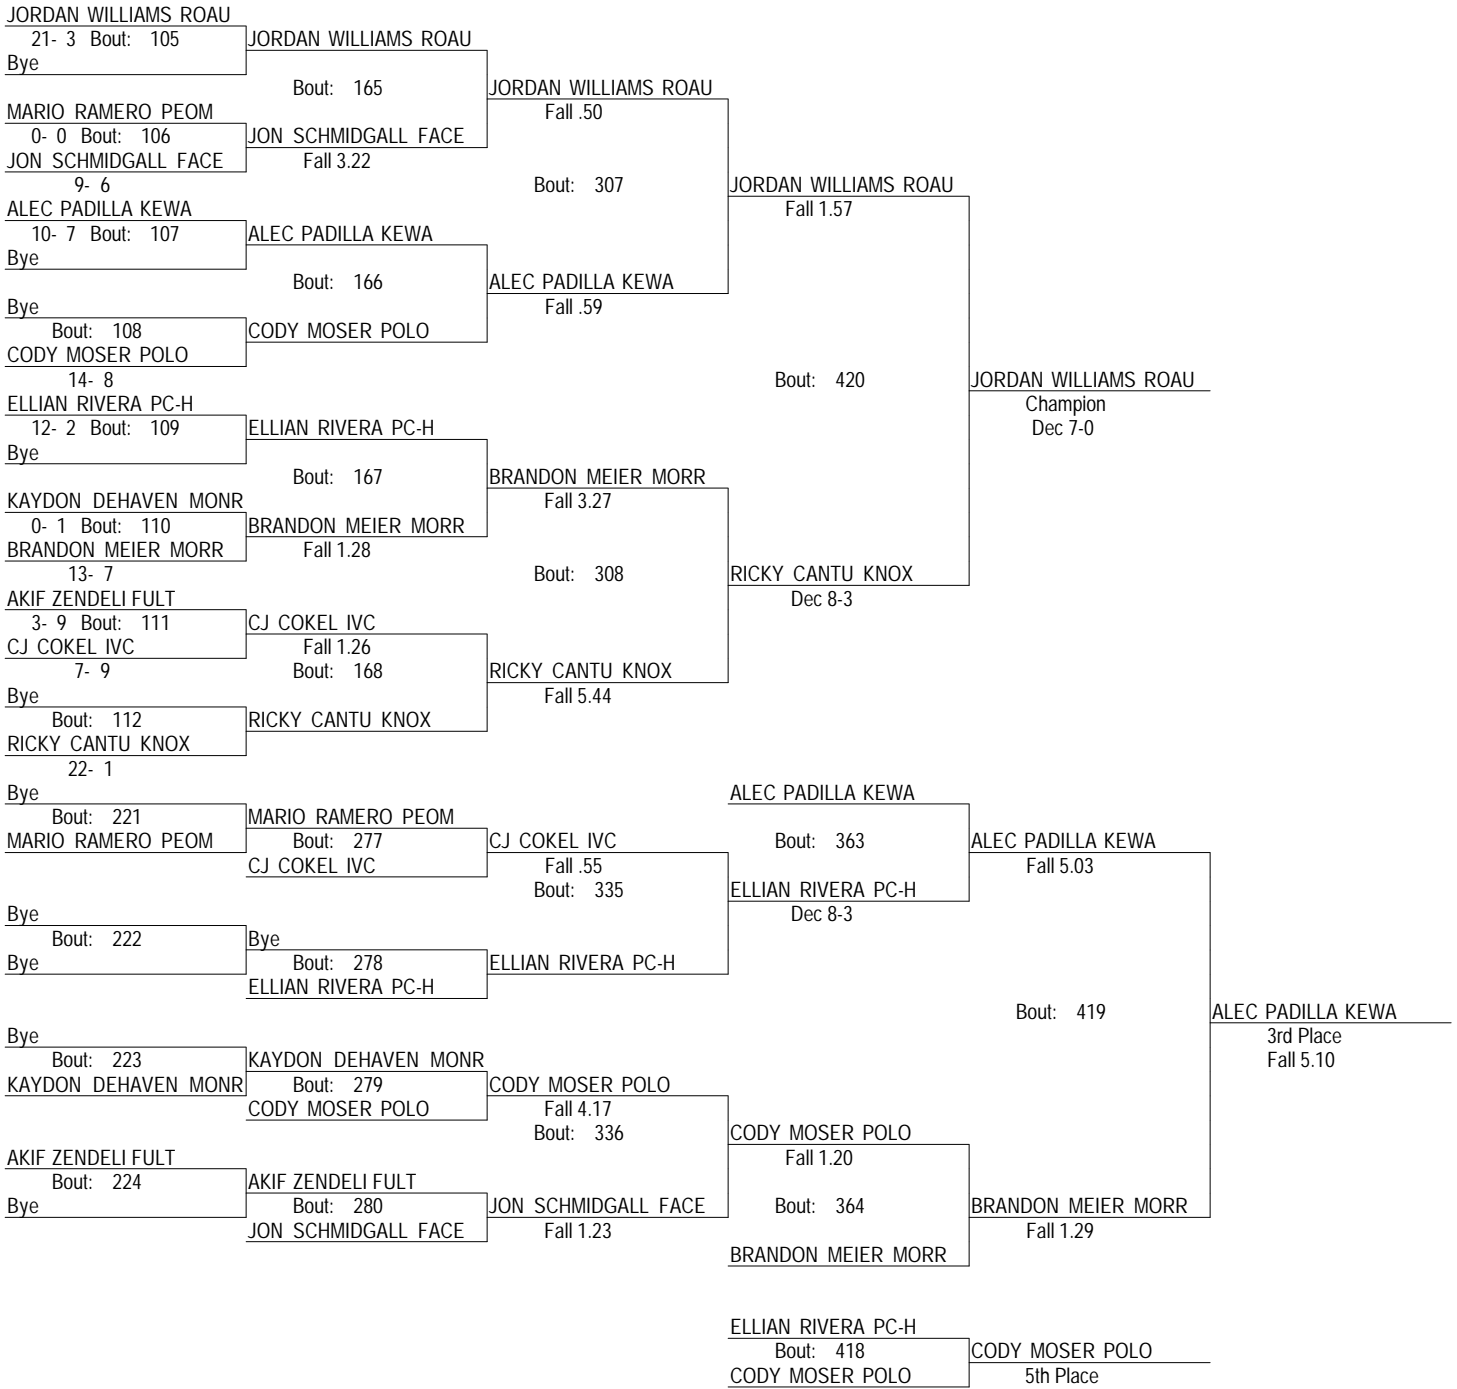 JORDAN WILLIAMS ROAU
21- 3 Bout: 105 JORDAN WILLIAMS ROAU
Bye
Bout: 165 JORDAN WILLIAMS ROAU
MARIO RAMERO PEOM Fall .50
0- 0 Bout: 106 JON SCHMIDGALL FACE
JON SCHMIDGALL FACE Fall 3.22
9- 6 Bout: 307 JORDAN WILLIAMS ROAU
ALEC PADILLA KEWA Fall 1.57
10- 7 Bout: 107 ALEC PADILLA KEWA
Bye
Bout: 166 ALEC PADILLA KEWA
Bye Fall .59
Bout: 108 CODY MOSER POLO
CODY MOSER POLO
14- 8 Bout: 420 JORDAN WILLIAMS ROAU
ELLIAN RIVERA PC-H Champion
12- 2 Bout: 109 ELLIAN RIVERA PC-H Dec 7-0
Bye
Bout: 167 BRANDON MEIER MORR
KAYDON DEHAVEN MONR Fall 3.27
0- 1 Bout: 110 BRANDON MEIER MORR
BRANDON MEIER MORR Fall 1.28
13- 7 Bout: 308 RICKY CANTU KNOX
AKIF ZENDELI FULT Dec 8-3
3- 9 Bout: 111 CJ COKEL IVC
CJ COKEL IVC Fall 1.26
7- 9 Bout: 168 RICKY CANTU KNOX
Bye Fall 5.44
Bout: 112 RICKY CANTU KNOX
RICKY CANTU KNOX
22- 1
Bye ALEC PADILLA KEWA
Bout: 221 MARIO RAMERO PEOM
MARIO RAMERO PEOM Bout: 277 CJ COKEL IVC Bout: 363 ALEC PADILLA KEWA
CJ COKEL IVC Fall .55 Fall 5.03
Bout: 335 ELLIAN RIVERA PC-H
Bye Dec 8-3
Bout: 222 Bye
Bye Bout: 278 ELLIAN RIVERA PC-H
ELLIAN RIVERA PC-H
Bout: 419 ALEC PADILLA KEWA
Bye 3rd Place
Bout: 223 KAYDON DEHAVEN MONR Fall 5.10
KAYDON DEHAVEN MONR Bout: 279 CODY MOSER POLO
CODY MOSER POLO Fall 4.17
Bout: 336 CODY MOSER POLO
AKIF ZENDELI FULT Fall 1.20
Bout: 224 AKIF ZENDELI FULT
Bye Bout: 280 JON SCHMIDGALL FACE Bout: 364 BRANDON MEIER MORR
JON SCHMIDGALL FACE Fall 1.23 Fall 1.29
BRANDON MEIER MORR
ELLIAN RIVERA PC-H
Bout: 418 CODY MOSER POLO
CODY MOSER POLO 5th Place